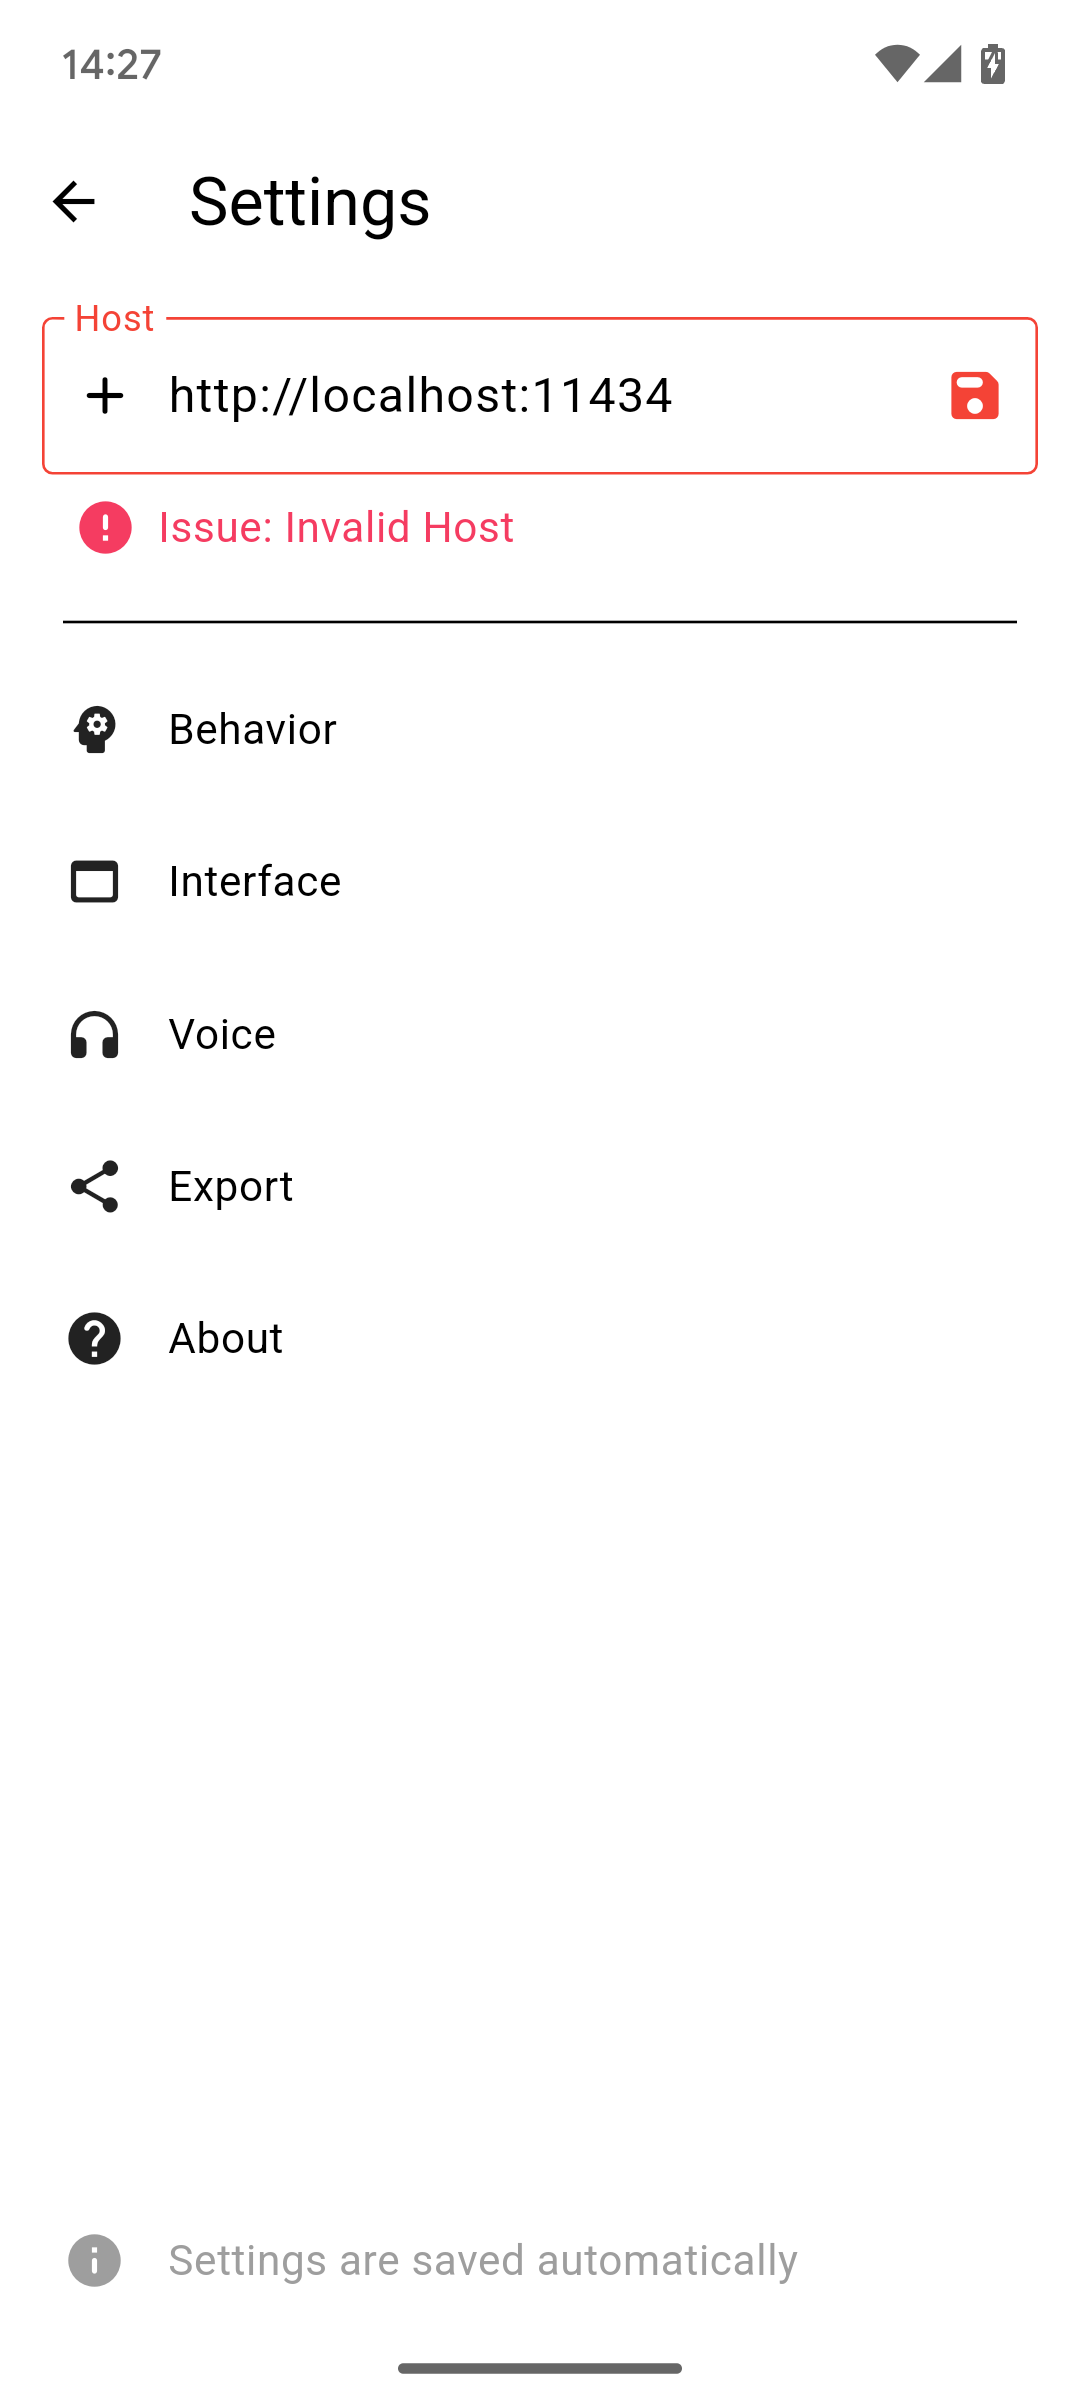 14:27
Settings
Host
http://localhost:11434
Issue: Invalid Host
Behavior
Interface
Voice
Export
About
Settings are saved automatically